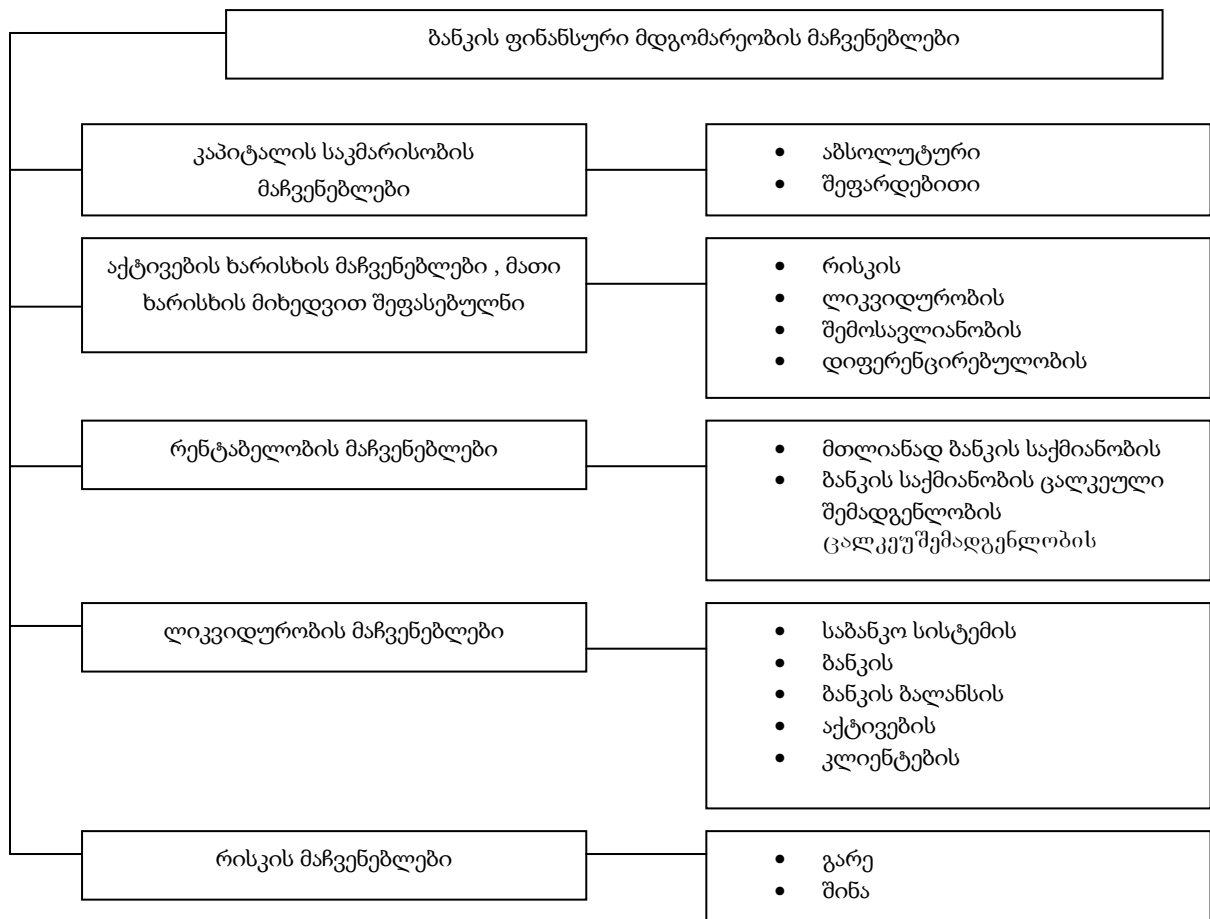 ბანკის ფინანსური მდგომარეობის მაჩვენებლები
კაპიტალის საკმარისობის
მაჩვენებლები
• აბსოლუტური
• შეფარდებითი
აქტივების ხარისხის მაჩვენებლები , მათი
ხარისხის მიხედვით შეფასებულნი
• რისკის
• ლიკვიდურობის
• შემოსავლიანობის
• დიფერენცირებულობის
რენტაბელობის მაჩვენებლები
• მთლიანად ბანკის საქმიანობის
• ბანკის საქმიანობის ცალკეული
შემადგენლობის
ცალკეუშემადგენლობის
ლიკვიდურობის მაჩვენებლები
• საბანკო სისტემის
• ბანკის
• ბანკის ბალანსის
• აქტივების
• კლიენტების
რისკის მაჩვენებლები
• გარე
• შინა